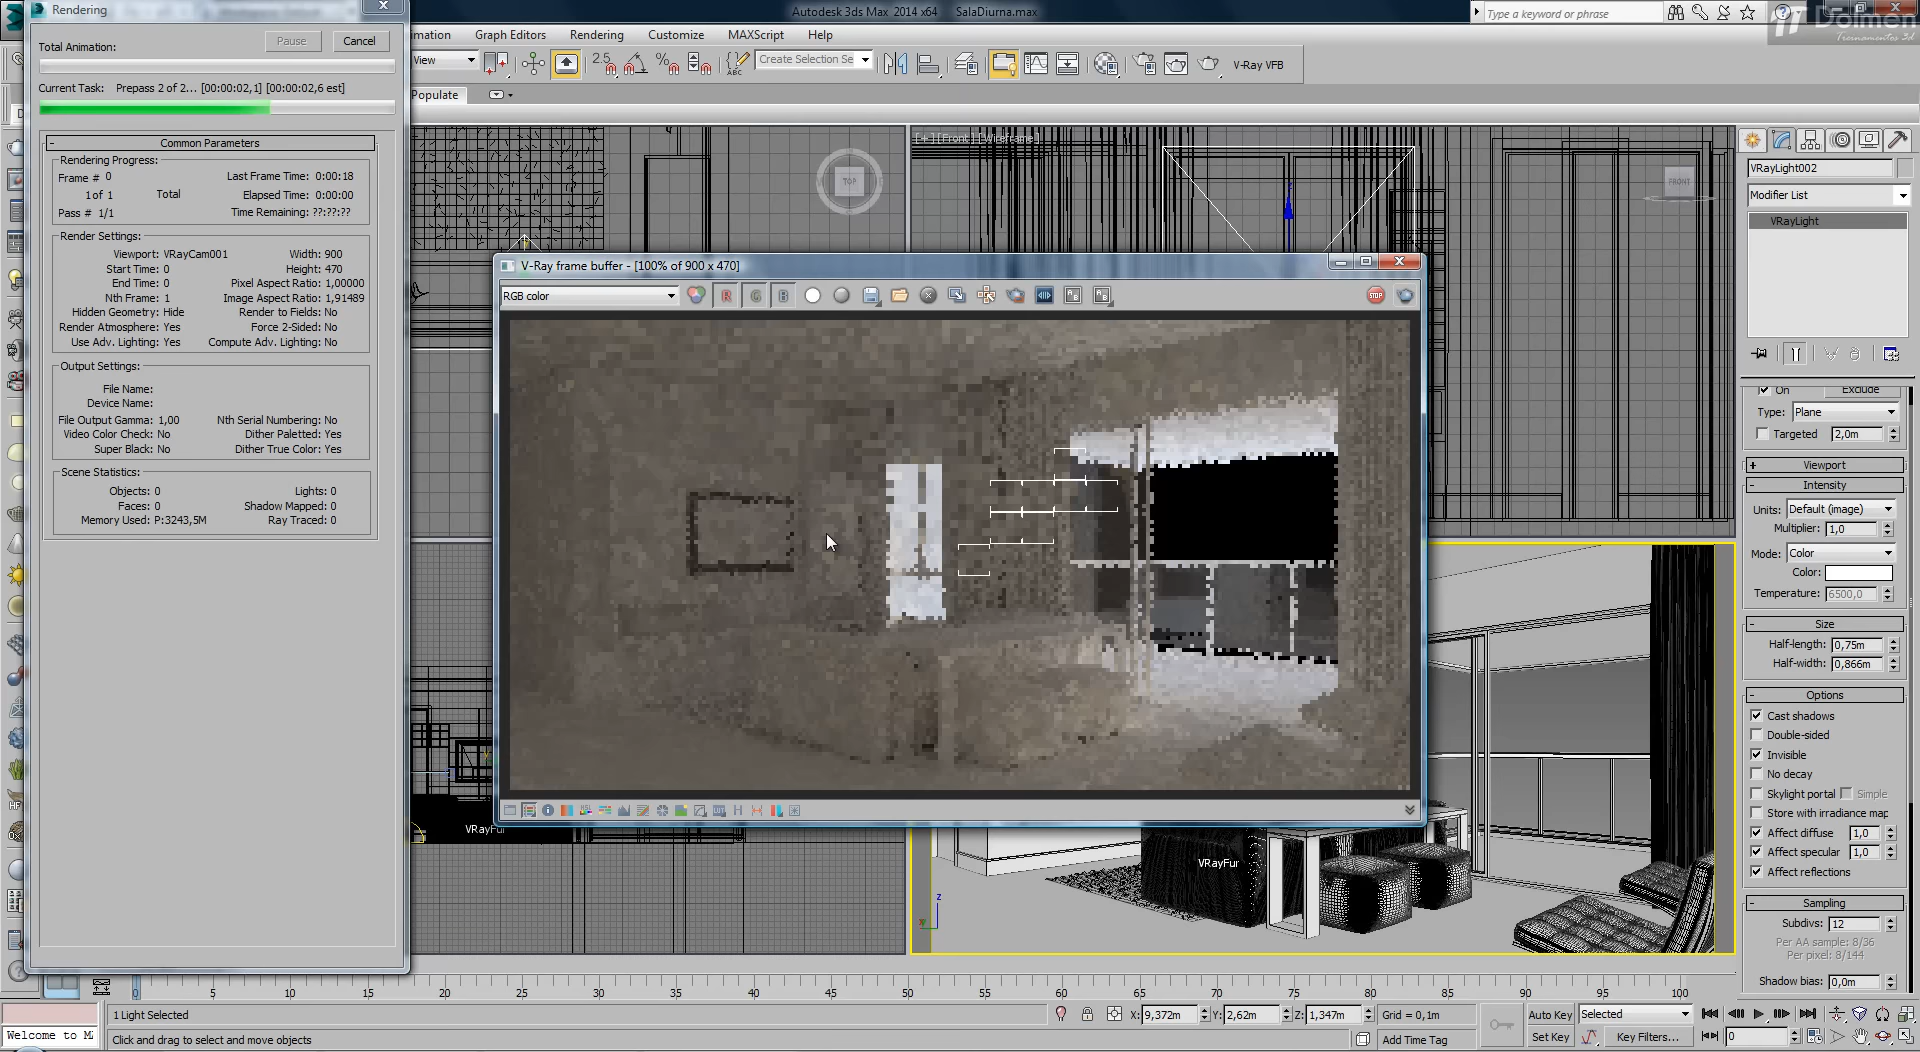 Rendering
Total Animation:
Pause
Cancel
Current Task: Prepass 2 of 2... [00:00:02,1] [00:00:02,6 est]
Common Parameters
Rendering Progress:
Frame # 0
Last Frame Time: 0:00:18
1 of 1 Total
Elapsed Time: 0:00:00
Pass # 1/1
Time Remaining: ??:??:??
Render Settings:
Viewport: VRayCam001
Width: 900
Start Time: 0
Height: 470
End Time: 0
Pixel Aspect Ratio: 1,00000
Nth Frame: 1
Image Aspect Ratio: 1,91489
Hidden Geometry: Hide
Render to Fields: No
Render Atmosphere: Yes
Force 2-Sided: No
Use Adv. Lighting: Yes
Compute Adv. Lighting: No
Output Settings:
File Name:
Device Name:
File Output Gamma: 1,00
Nth Serial Numbering: No
Video Color Check: No
Dither Paletted: Yes
Super Black: No
Dither True Color: Yes
Scene Statistics:
Objects: 0
Lights: 0
Faces: 0
Shadow Mapped: 0
Memory Used: P:3243,5M
Ray Traced: 0
Autodesk 3ds Max 2014 x64 SalaDiurna.max
Type a keyword or phrase
Dolmen
Treinamentos 3d
mation Graph Editors Rendering Customize MAXScript Help
View
2.5
Create Selection Se
V-Ray VFB
Populate
[+] [Front] [Wireframe]
TOP
FRONT
V-Ray frame buffer - [100% of 900 x 470]
RGB color
R G B
STOP
VRayFur
VRayFur
z
VRayLight002
Modifier List
VRayLight
On
Exclude
Type: Plane
Targeted 2,0m
+ Viewport
- Intensity
Units: Default (image)
Multiplier: 1,0
Mode: Color
Color:
Temperature: 6500,0
- Size
Half-length: 0,75m
Half-width: 0,866m
- Options
Cast shadows
Double-sided
Invisible
No decay
Skylight portal Simple
Store with irradiance map
Affect diffuse 1,0
Affect specular 1,0
Affect reflections
- Sampling
Subdivs: 12
Per AA sample: 8/36
Per pixel: 8/144
Shadow bias: 0,0m
0 5 10 15 20 25 30 35 40 45 50 55 60 65 70 75 80 85 90 95 100
1 Light Selected
X: 9,372m Y: 2,62m Z: 1,347m Grid = 0,1m
Auto Key Selected
Welcome to M
Click and drag to select and move objects
Add Time Tag
Set Key Key Filters...
0